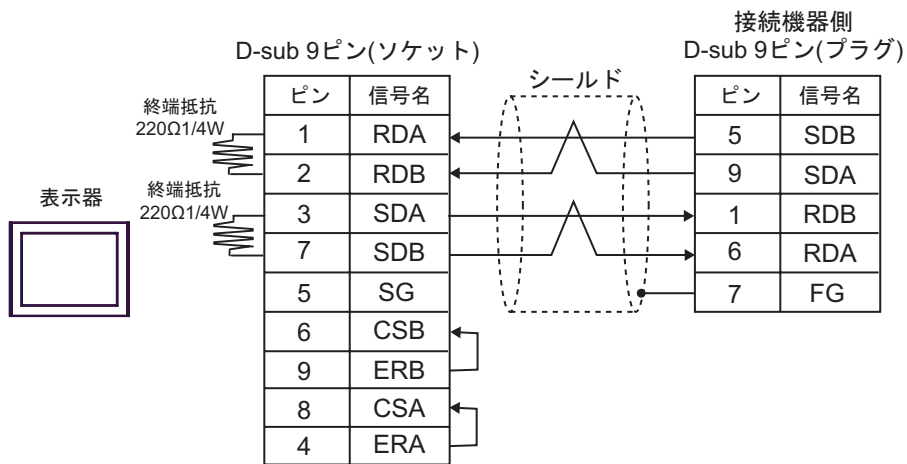 接続機器側
D-sub 9ピン(ソケット)
D-sub 9ピン(プラグ)
シールド
表示器
終端抵抗
220Ω1/4W
終端抵抗
220Ω1/4W
ピン 信号名
1 RDA
2 RDB
3 SDA
7 SDB
5 SG
6 CSB
9 ERB
8 CSA
4 ERA
ピン 信号名
5 SDB
9 SDA
1 RDB
6 RDA
7 FG